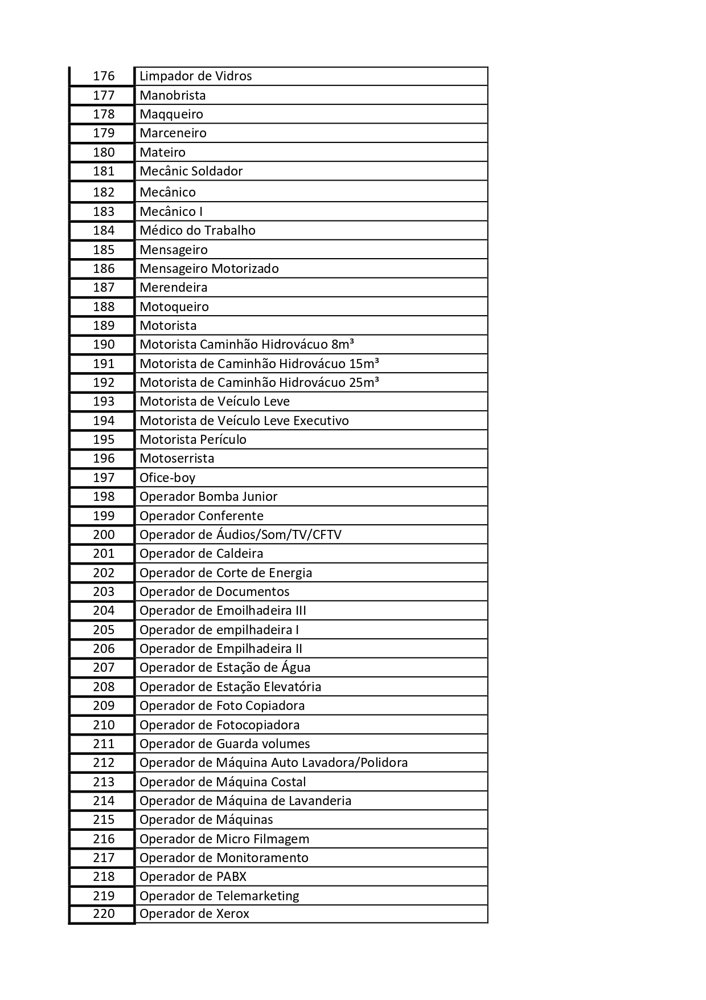 176 Limpador de Vidros
177 Manobrista
178 Maqqueiro
179 Marceneiro
180 Mateiro
181 Mecânic Soldador
182 Mecânico
183 Mecânico I
184 Médico do Trabalho
185 Mensageiro
186 Mensageiro Motorizado
187 Merendeira
188 Motoqueiro
189 Motorista
190 Motorista Caminhão Hidrovácuo 8m³
191 Motorista de Caminhão Hidrovácuo 15m³
192 Motorista de Caminhão Hidrovácuo 25m³
193 Motorista de Veículo Leve
194 Motorista de Veículo Leve Executivo
195 Motorista Perículo
196 Motoserrista
197 Ofice-boy
198 Operador Bomba Junior
199 Operador Conferente
200 Operador de Áudios/Som/TV/CFTV
201 Operador de Caldeira
202 Operador de Corte de Energia
203 Operador de Documentos
204 Operador de Emoilhadeira III
205 Operador de empilhadeira I
206 Operador de Empilhadeira II
207 Operador de Estação de Água
208 Operador de Estação Elevatória
209 Operador de Foto Copiadora
210 Operador de Fotocopiadora
211 Operador de Guarda volumes
212 Operador de Máquina Auto Lavadora/Polidora
213 Operador de Máquina Costal
214 Operador de Máquina de Lavanderia
215 Operador de Máquinas
216 Operador de Micro Filmagem
217 Operador de Monitoramento
218 Operador de PABX
219 Operador de Telemarketing
220 Operador de Xerox